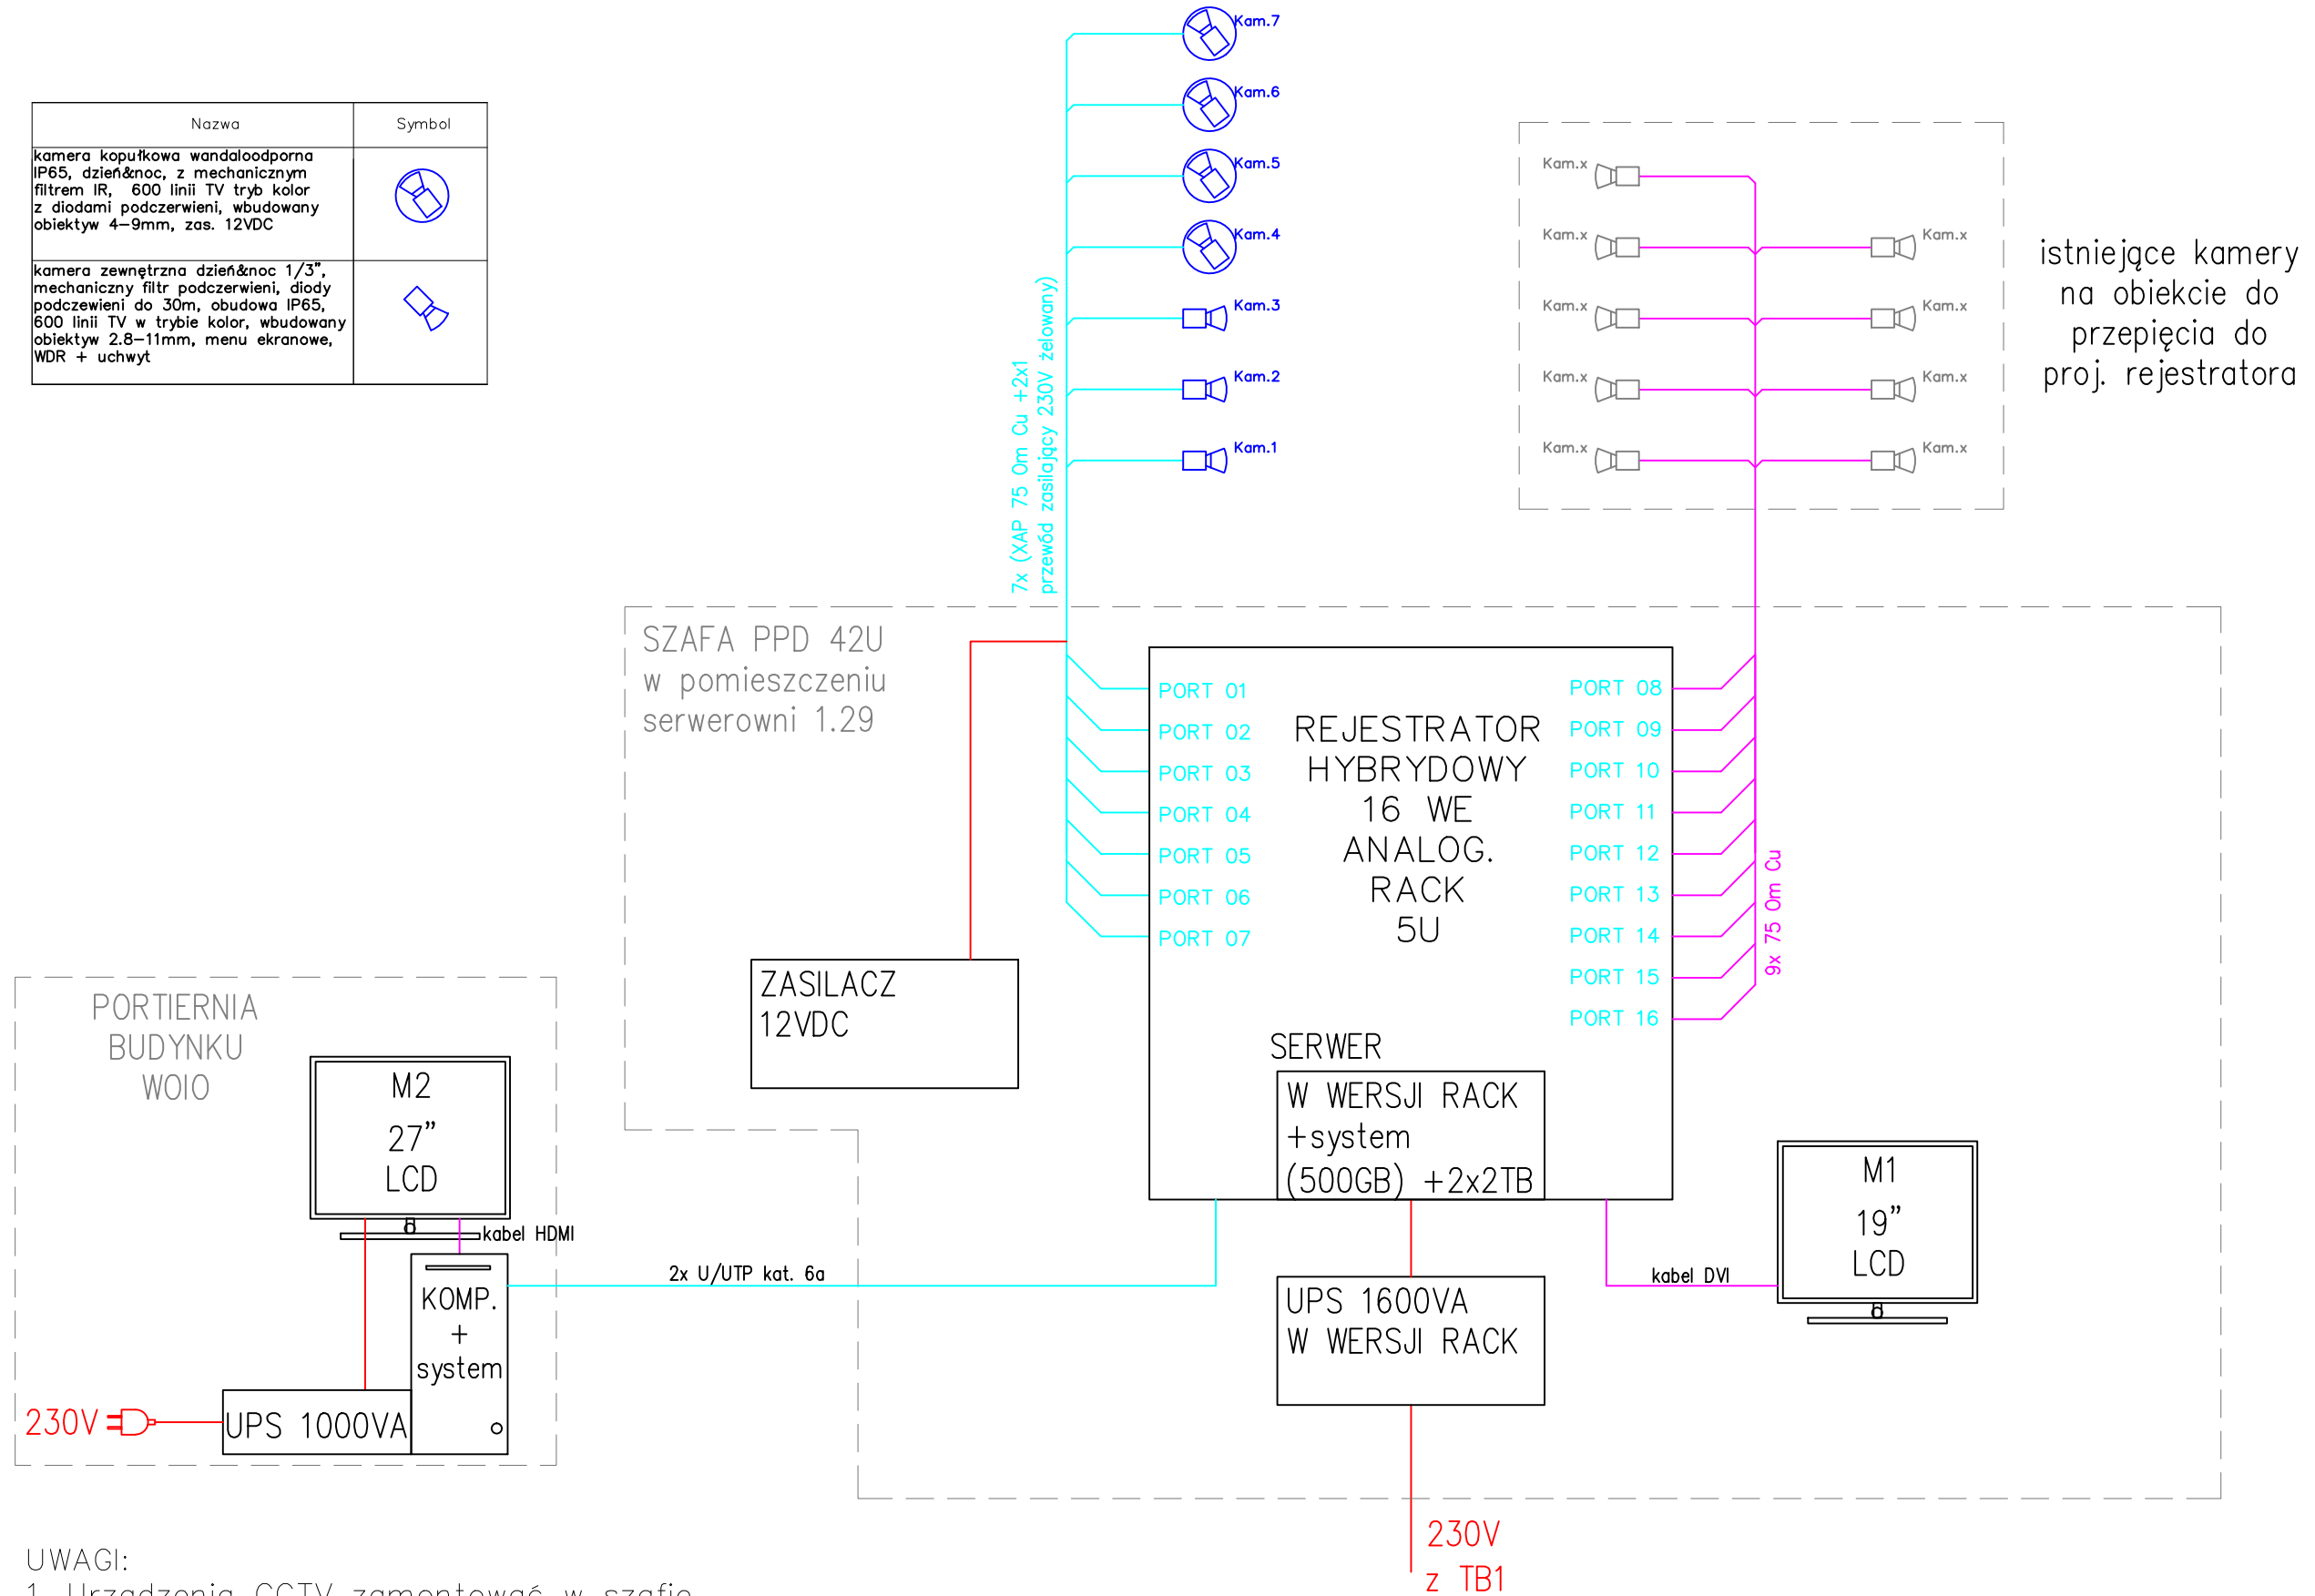 Nazwa
Symbol
kamera kopułkowa wandaloodporna
IP65, dzień&noc, z mechanicznym
filtrem IR, 600 linii TV tryb kolor
z diodami podczerwieni, wbudowany
obiektyw 4-9mm, zas. 12VDC
kamera zewnętrzna dzień&noc 1/3",
mechaniczny filtr podczerwieni, diody
podczewieni do 30m, obudowa IP65,
600 linii TV w trybie kolor, wbudowany
obiektyw 2.8-11mm, menu ekranowe,
WDR + uchwyt
Kam.7
Kam.6
Kam.5
Kam.4
Kam.3
Kam.2
Kam.1
7x (XAP 75 Om Cu +2x1
przewód zasilający 230V żelowany)
Kam.x
Kam.x
Kam.x
Kam.x
Kam.x
Kam.x
Kam.x
Kam.x
Kam.x
istniejące kamery
na obiekcie do
przepięcia do
proj. rejestratora
SZAFA PPD 42U
w pomieszczeniu
serwerowni 1.29
PORT 01
PORT 02
PORT 03
PORT 04
PORT 05
PORT 06
PORT 07
REJESTRATOR
HYBRYDOWY
16 WE
ANALOG.
RACK
5U
PORT 08
PORT 09
PORT 10
PORT 11
PORT 12
PORT 13
PORT 14
PORT 15
PORT 16
9x 75 Om Cu
ZASILACZ
12VDC
SERWER
W WERSJI RACK
+system
(500GB) +2x2TB
PORTIERNIA
BUDYNKU
WOIO
M2
27"
LCD
kabel HDMI
KOMP.
+
system
UPS 1000VA
230V
2x U/UTP kat. 6a
UPS 1600VA
W WERSJI RACK
kabel DVI
M1
19"
LCD
230V
z TB1
UWAGI:
1. Urządzenia CCTV zamontować w szafie